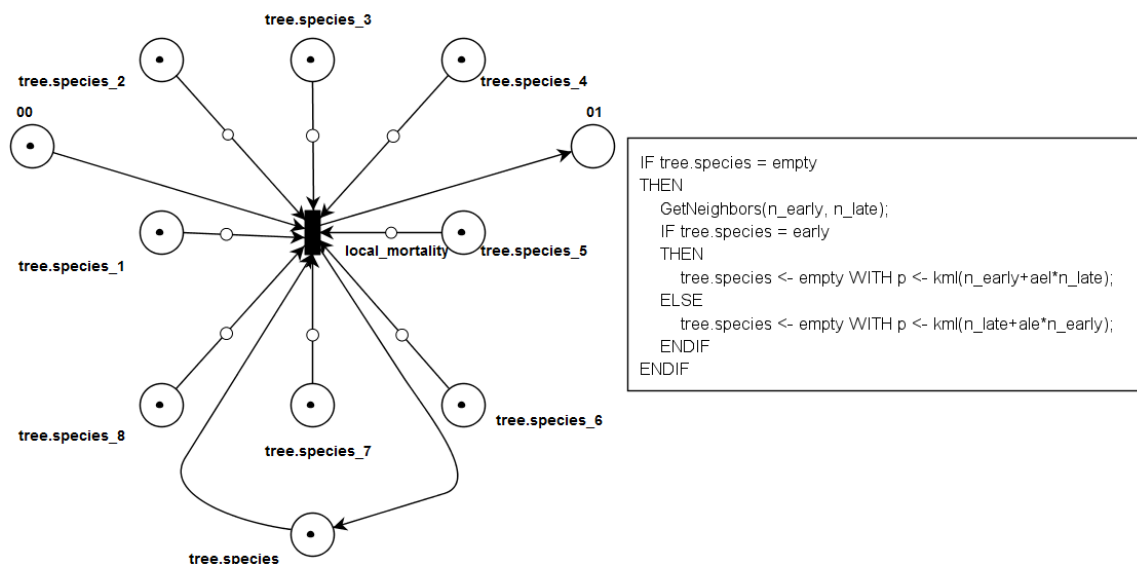 tree.species_3
tree.species_2
tree.species_4
00
01
tree.species_1
local_mortality
tree.species_5
tree.species_8
tree.species_7
tree.species_6
tree.species
IF tree.species = empty
THEN
GetNeighbors(n_early, n_late);
IF tree.species = early
THEN
tree.species <- empty WITH p <- kml(n_early+ael*n_late);
ELSE
tree.species <- empty WITH p <- kml(n_late+ale*n_early);
ENDIF
ENDIF